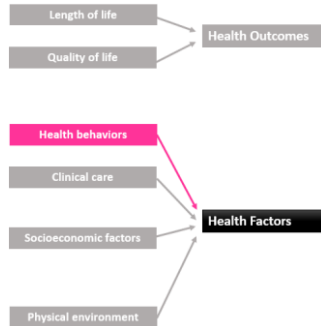 Length of life
Health Outcomes
Quality of life
Health behaviors
Clinical care
Health Factors
Socioeconomic factors
Physical environment